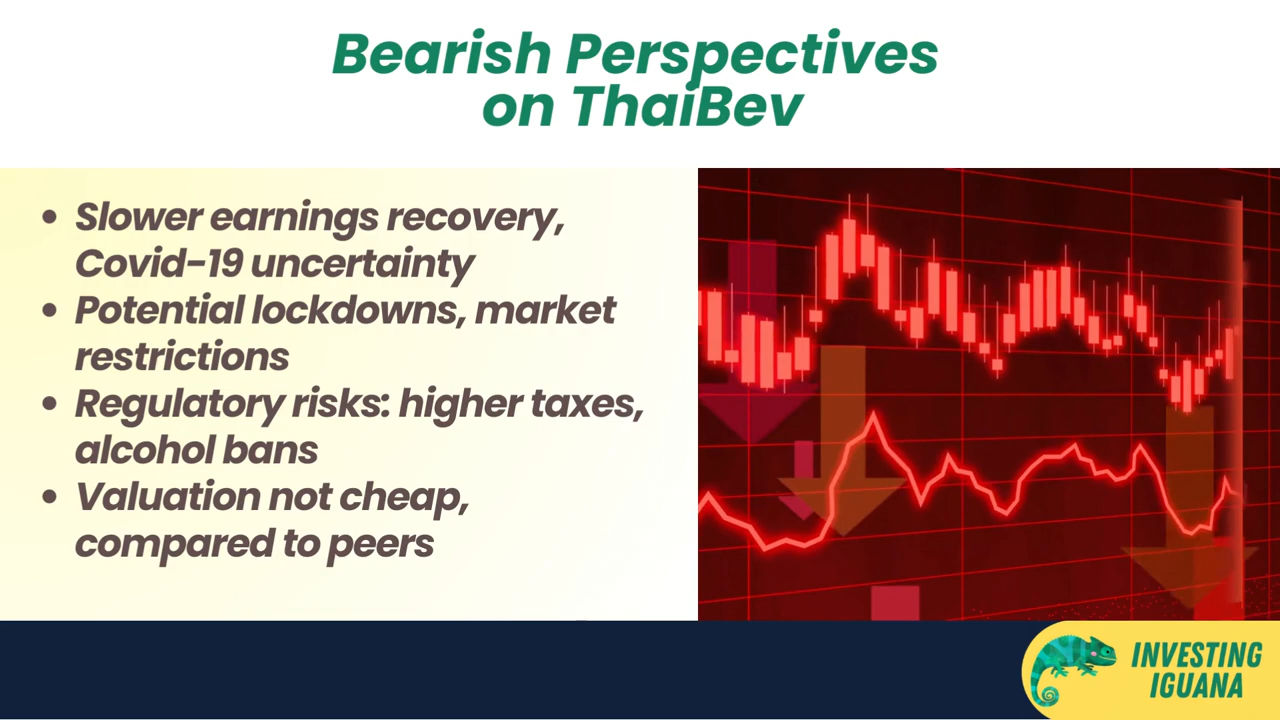 Bearish Perspectives
on ThaiBev
• Slower earnings recovery,
Covid-19 uncertainty
• Potential lockdowns, market
restrictions
• Regulatory risks: higher taxes,
alcohol bans
• Valuation not cheap,
compared to peers
INVESTING
IGUANA